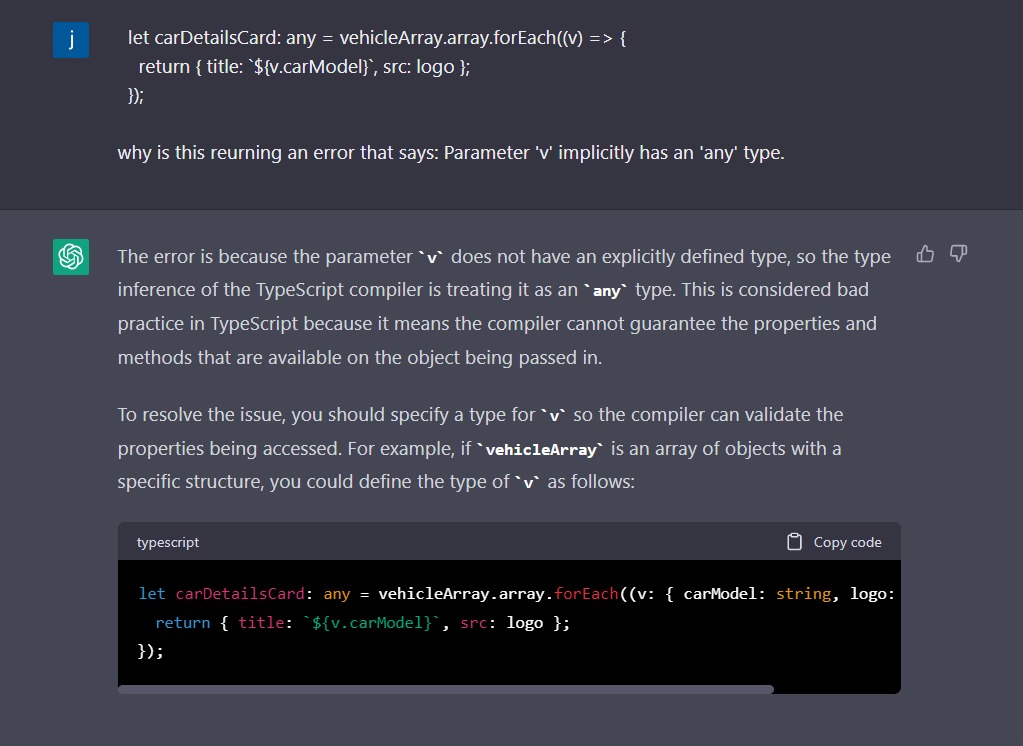 j
let carDetailsCard: any = vehicleArray.array.forEach((v) => {
return { title: `${v.carModel}`, src: logo };
});
why is this reurning an error that says: Parameter 'v' implicitly has an 'any' type.
The error is because the parameter `v` does not have an explicitly defined type, so the type
inference of the TypeScript compiler is treating it as an `any` type. This is considered bad
practice in TypeScript because it means the compiler cannot guarantee the properties and
methods that are available on the object being passed in.
To resolve the issue, you should specify a type for `v` so the compiler can validate the
properties being accessed. For example, if `vehicleArray` is an array of objects with a
specific structure, you could define the type of `v` as follows:
typescript Copy code
let carDetailsCard: any = vehicleArray.array.forEach((v: { carModel: string, logo:
return { title: `${v.carModel}`, src: logo };
});